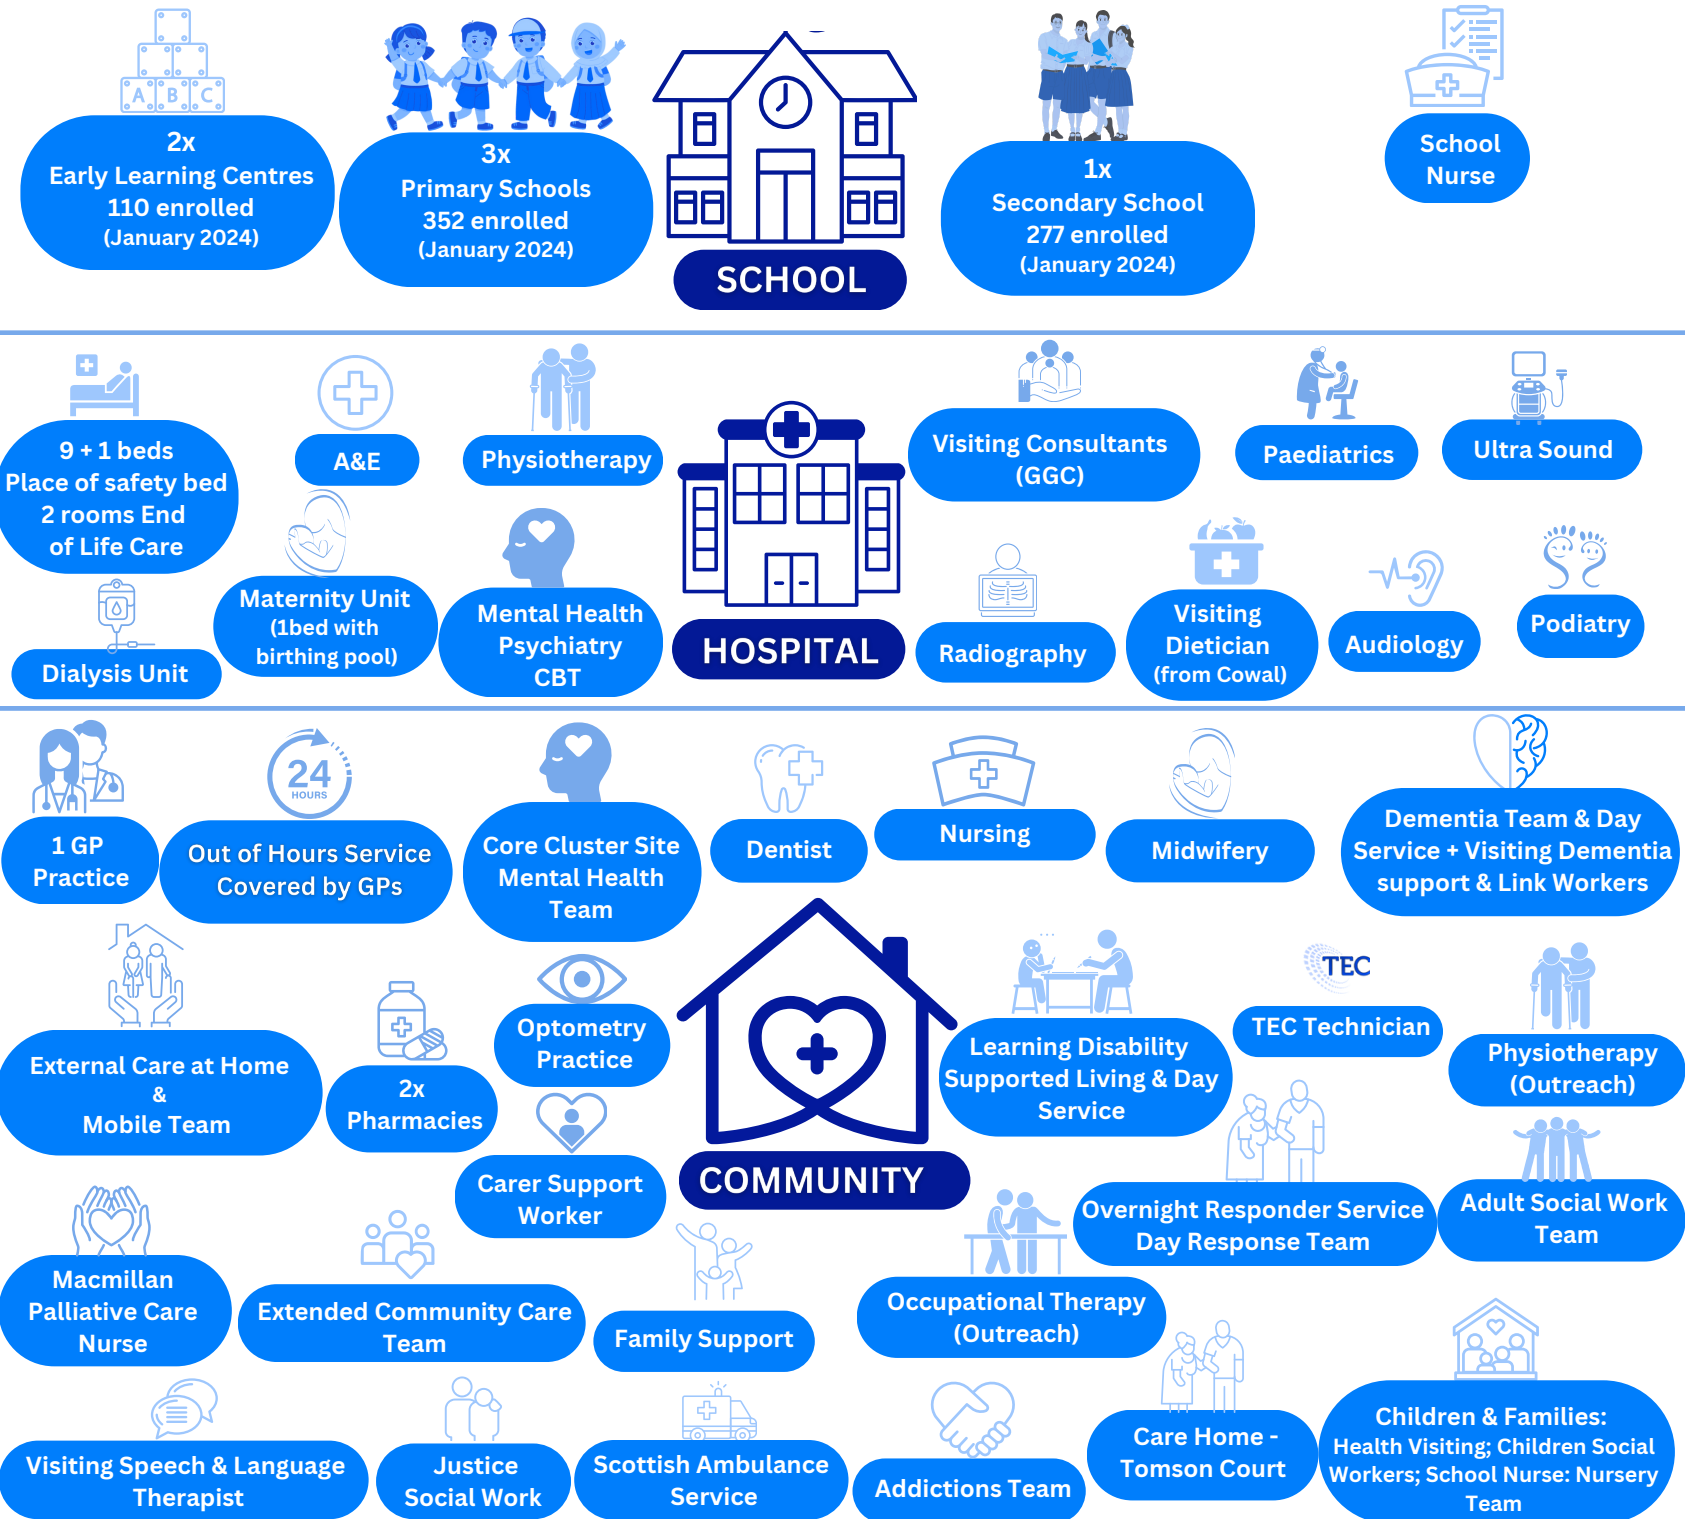 A B C
2x
Early Learning Centres
110 enrolled
(January 2024)
3x
Primary Schools
352 enrolled
(January 2024)
SCHOOL
1x
Secondary School
277 enrolled
(January 2024)
School
Nurse
9 + 1 beds
Place of safety bed
2 rooms End
of Life Care
A&E
Physiotherapy
Dialysis Unit
Maternity Unit
(1bed with
birthing pool)
Mental Health
Psychiatry
CBT
HOSPITAL
Visiting Consultants
(GGC)
Paediatrics
Ultra Sound
Radiography
Visiting
Dietician
(from Cowal)
Audiology
Podiatry
1 GP
Practice
24
HOURS
Out of Hours Service
Covered by GPs
Core Cluster Site
Mental Health
Team
Dentist
Nursing
Midwifery
Dementia Team & Day
Service + Visiting Dementia
support & Link Workers
External Care at Home
&
Mobile Team
2x
Pharmacies
Optometry
Practice
Carer Support
Worker
COMMUNITY
Learning Disability
Supported Living & Day
Service
TEC
TEC Technician
Physiotherapy
(Outreach)
Overnight Responder Service
Day Response Team
Adult Social Work
Team
Macmillan
Palliative Care
Nurse
Extended Community Care
Team
Family Support
Occupational Therapy
(Outreach)
Visiting Speech & Language
Therapist
Justice
Social Work
Scottish Ambulance
Service
Addictions Team
Care Home -
Tomson Court
Children & Families:
Health Visiting; Children Social
Workers; School Nurse: Nursery
Team